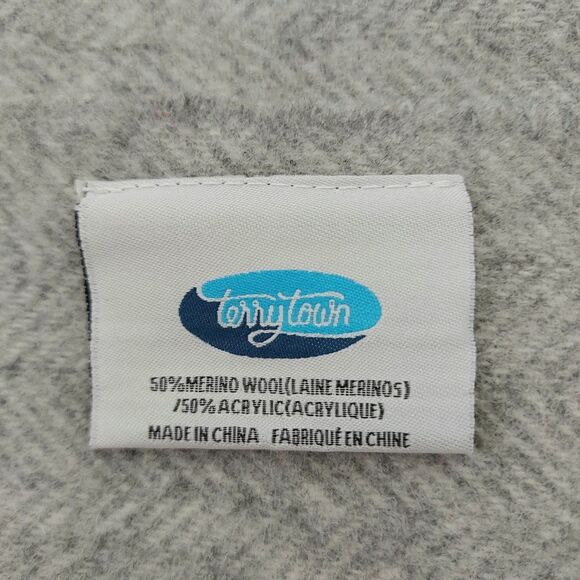 terrytown
50%MERINO WOOL(LAINE MERINOS)
/50% ACRYLIC(ACRYLIQUE)
MADE IN CHINA FABRIQUÉ EN CHINE